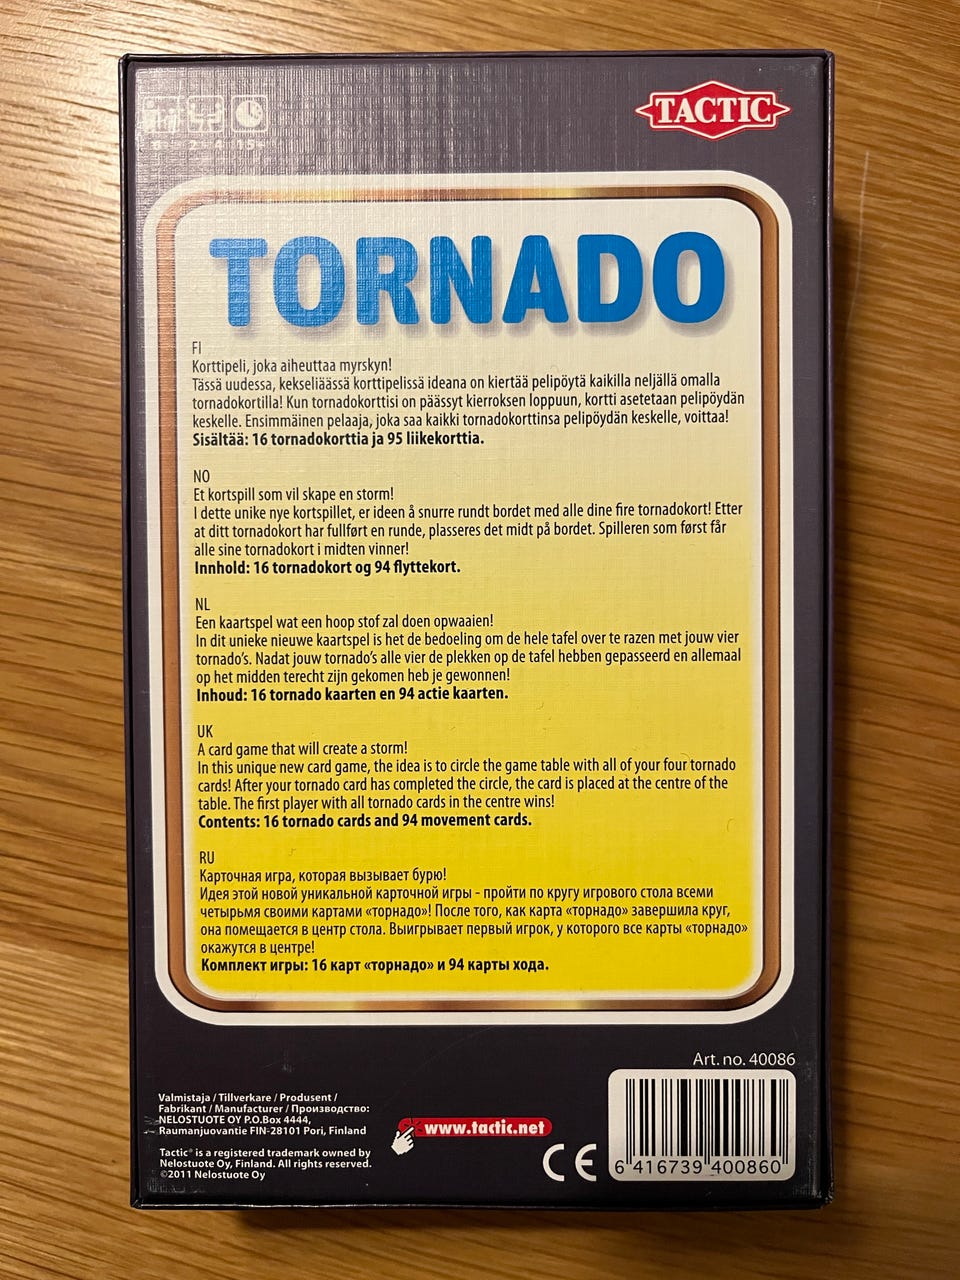 TACTIC
2 - 4
15'
TORNADO
FI
Korttipeli, joka aiheuttaa myrskyn!
Tässä uudessa, kekseliäässä korttipelissä ideana on kiertää pelipöytä kaikilla neljällä omalla
tornadokortilla! Kun tornadokorttisi on päässyt kierroksen loppuun, kortti asetetaan pelipöydän
keskelle. Ensimmäinen pelaaja, joka saa kaikki tornadokorttinsa pelipöydän keskelle, voittaa!
Sisältää: 16 tornadokorttia ja 95 liikekorttia.
NO
Et kortspill som vil skape en storm!
I dette unike nye kortspillet, er ideen å snurre rundt bordet med alle dine fire tornadokort! Etter
at ditt tornadokort har fullført en runde, plasseres det midt på bordet. Spilleren som først får
alle sine tornadokort i midten vinner!
Innhold: 16 tornadokort og 94 flyttekort.
NL
Een kaartspel wat een hoop stof zal doen opwaaien!
In dit unieke nieuwe kaartspel is het de bedoeling om de hele tafel over te razen met jouw vier
tornado's. Nadat jouw tornado's alle vier de plekken op de tafel hebben gepasseerd en allemaal
op het midden terecht zijn gekomen heb je gewonnen!
Inhoud: 16 tornado kaarten en 94 actie kaarten.
UK
A card game that will create a storm!
In this unique new card game, the idea is to circle the game table with all of your four tornado
cards! After your tornado card has completed the circle, the card is placed at the centre of the
table. The first player with all tornado cards in the centre wins!
Contents: 16 tornado cards and 94 movement cards.
RU
Карточная игра, которая вызывает бурю!
Идея этой новой уникальной карточной игры - пройти по кругу игрового стола всеми
четырьмя своими картами «торнадо»! После того, как карта «торнадо» завершила круг,
она помещается в центр стола. Выигрывает первый игрок, у которого все карты «торнадо»
окажутся в центре!
Комплект игры: 16 карт «торнадо» и 94 карты хода.
Art. no. 40086
Valmistaja / Tillverkare / Produsent /
Fabrikant / Manufacturer / Производство:
NELOSTUOTE OY P.O.Box 4444,
Raumanjuovantie FIN-28101 Pori, Finland
Tactic® is a registered trademark owned by
Nelostuote Oy, Finland. All rights reserved.
©2011 Nelostuote Oy
www.tactic.net
CE
6 416739 400860